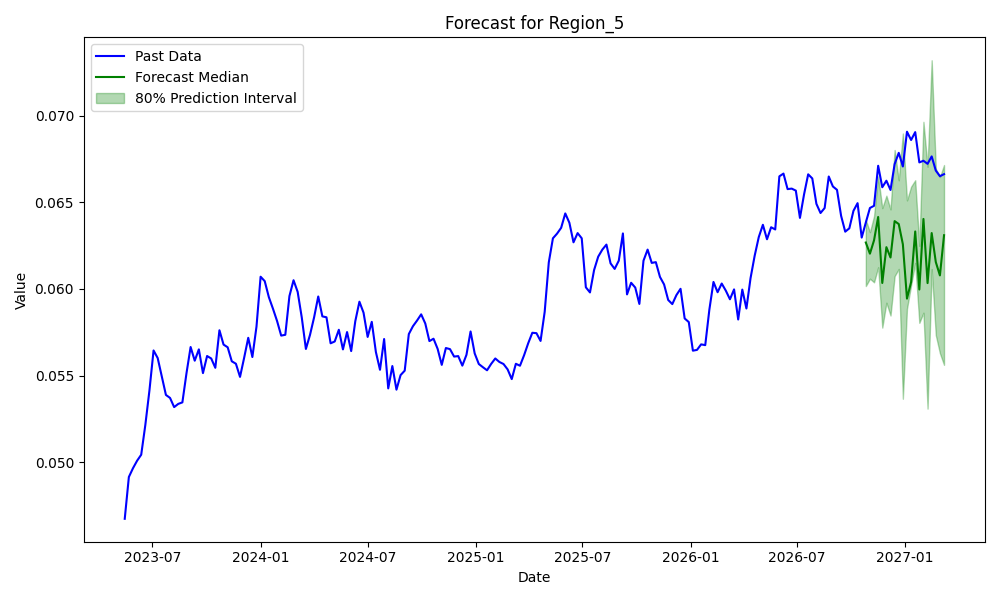 Forecast for Region_5
Past Data
Forecast Median
80% Prediction Interval
0.070
0.065
0.060
0.055
0.050
Value
2023-07 2024-01 2024-07 2025-01 2025-07 2026-01 2026-07 2027-01
Date